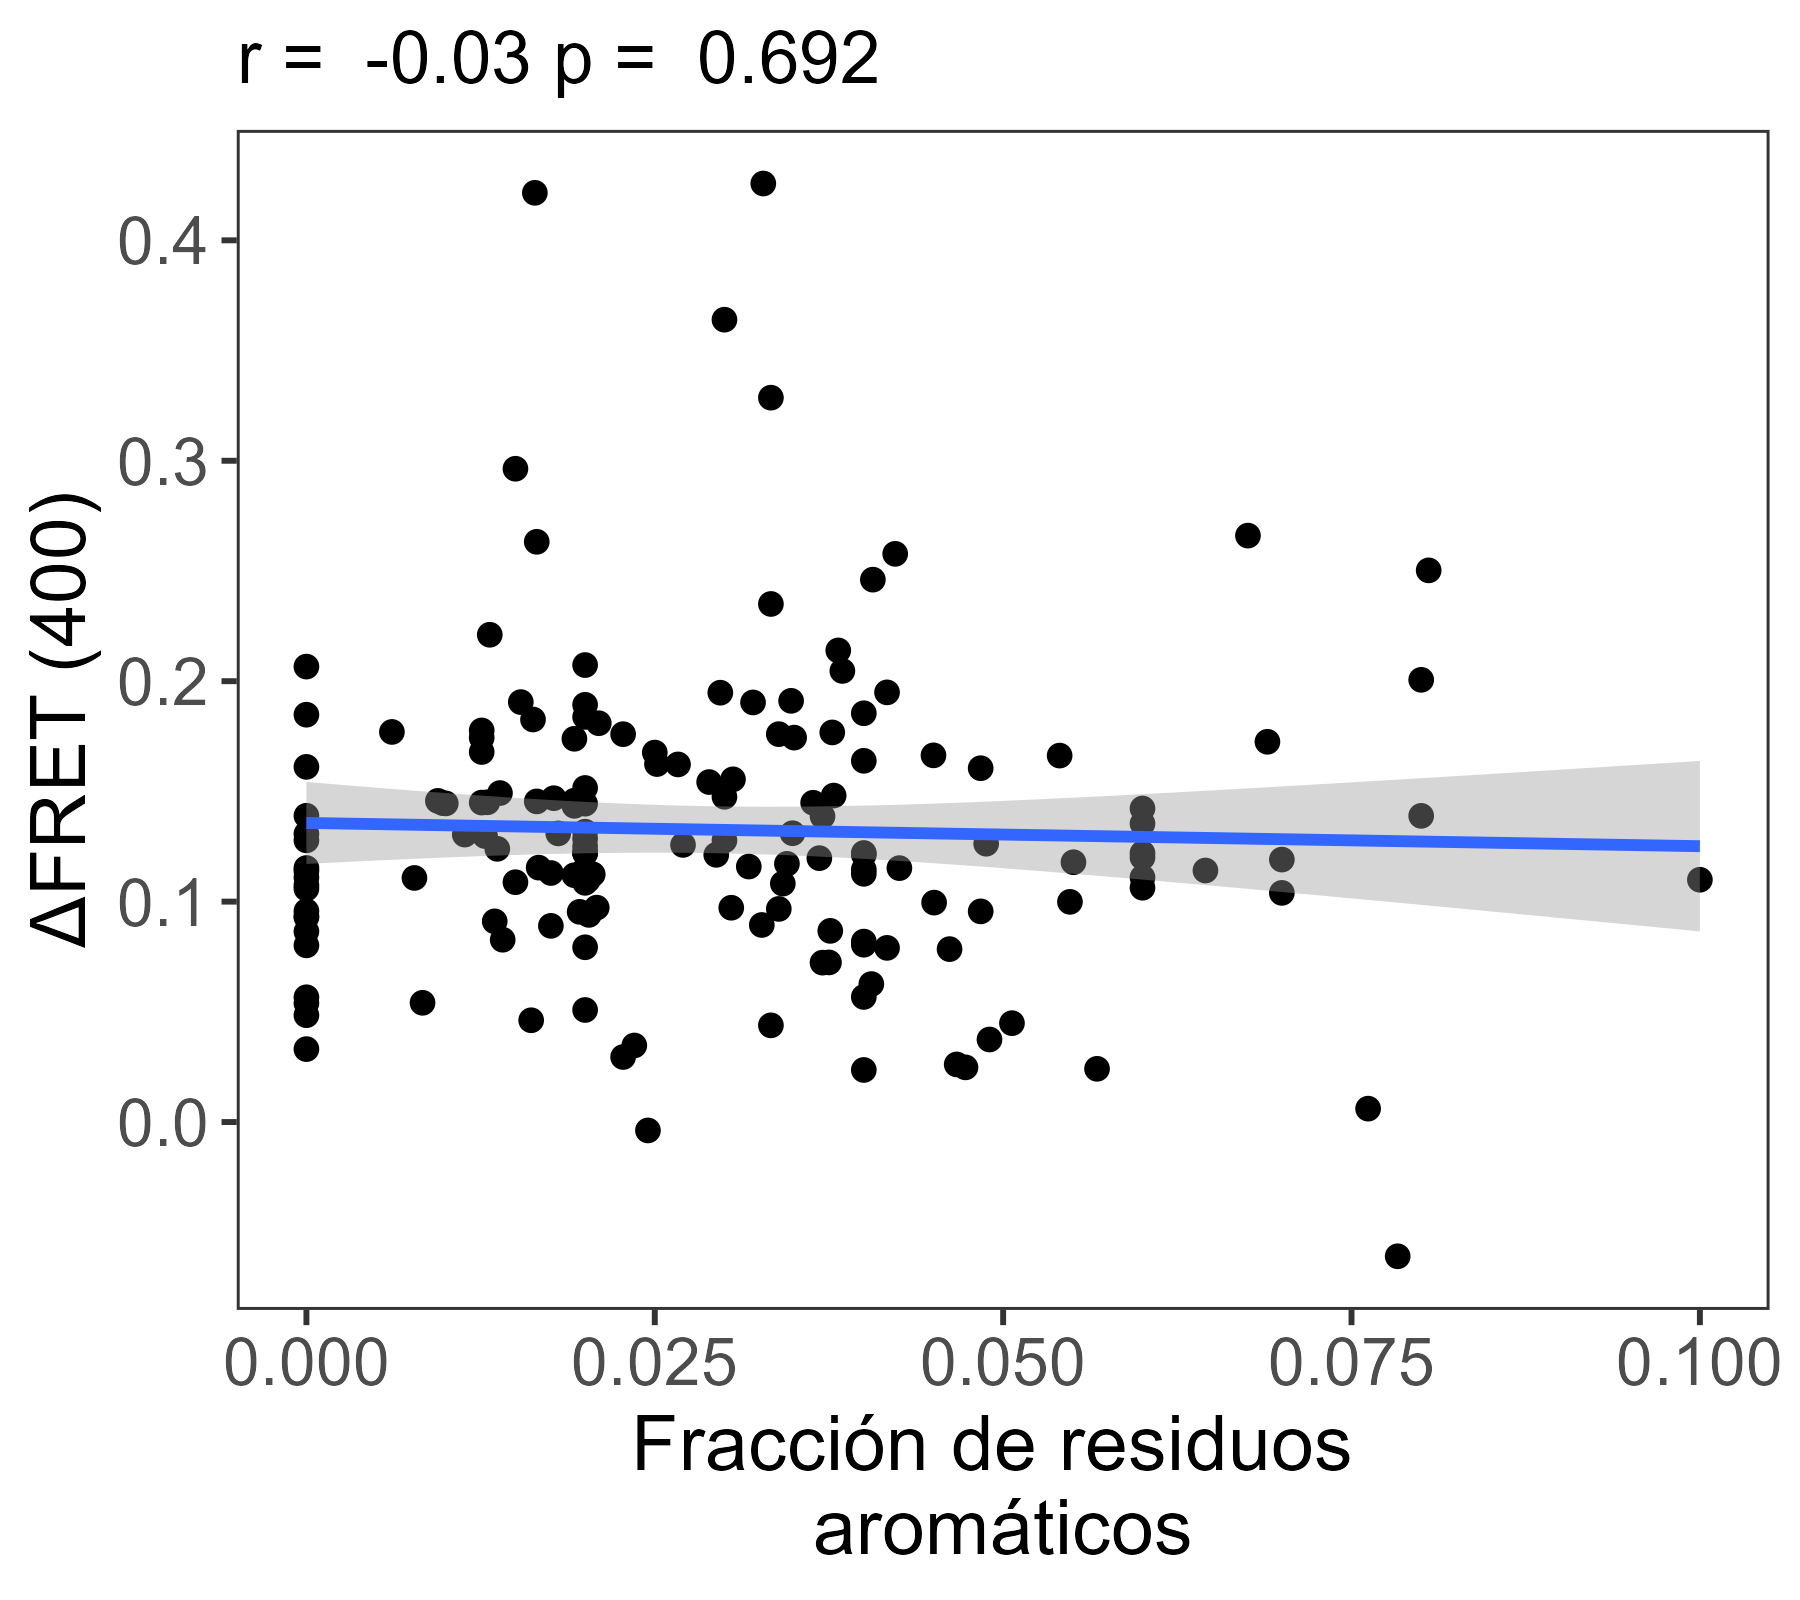 r =  -0.03 p =  0.692
ΔFRET (400)
0.4
0.3
0.2
0.1
0.0
0.000 0.025 0.050 0.075 0.100
Fracción de residuos
aromáticos